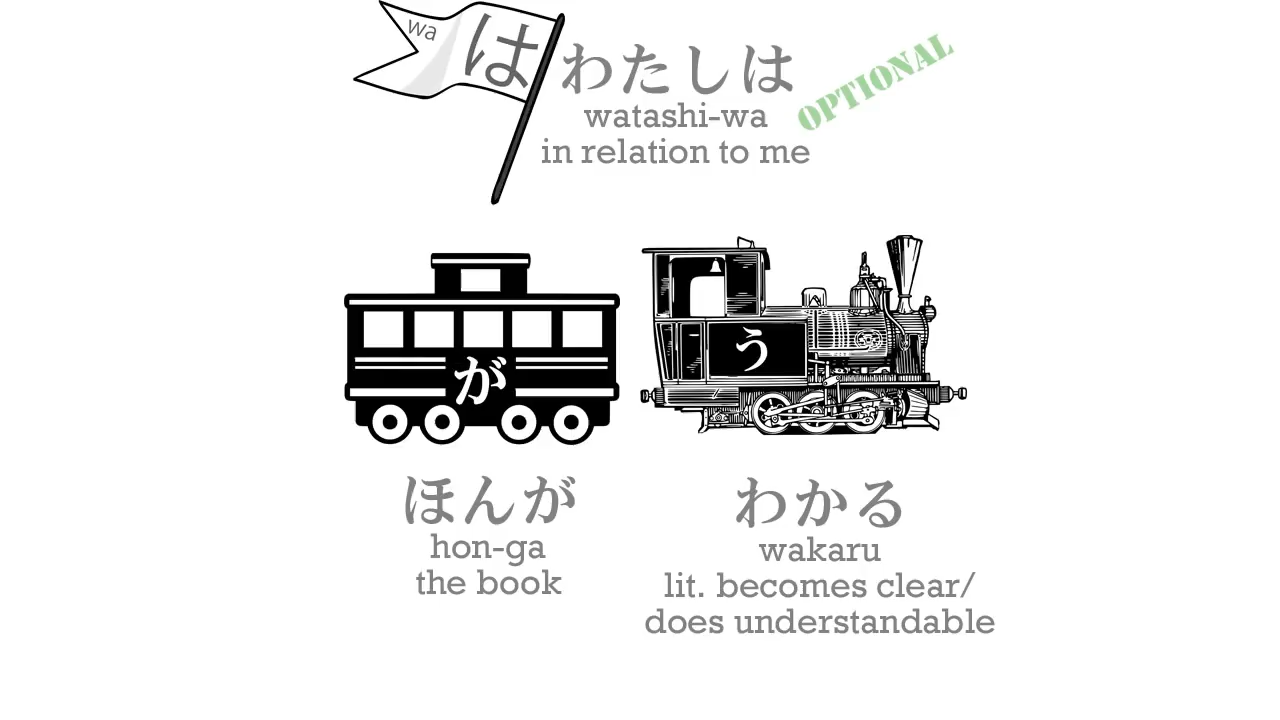 wa
は
わたしは
OPTIONAL
watashi-wa
in relation to me
が
う
ほんが
hon-ga
the book
わかる
wakaru
lit. becomes clear/
does understandable